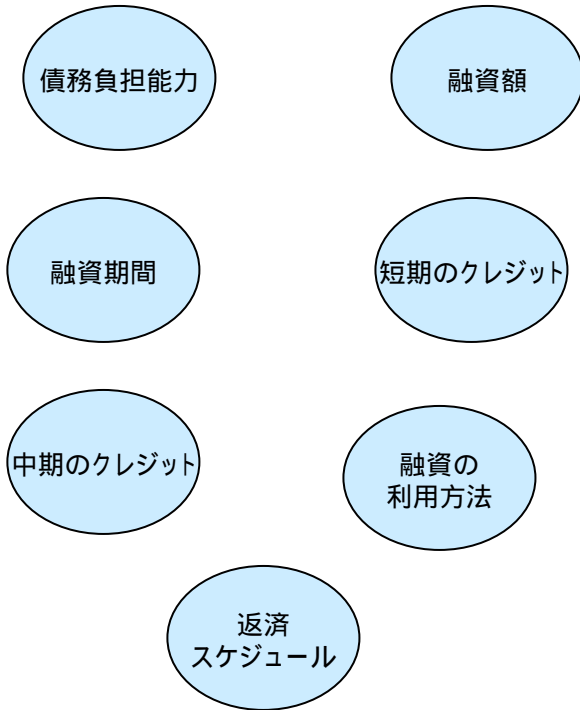 債務負担能力
融資額
融資期間
短期のクレジット
中期のクレジット
融資の
利用方法
返済
スケジュール